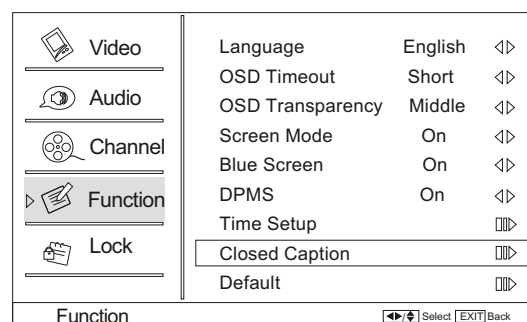 Video
Audio
Channel
Function
Lock
Language English
OSD Timeout Short
OSD Transparency Middle
Screen Mode On
Blue Screen On
DPMS On
Time Setup
Closed Caption
Default
Function
Select EXIT Back